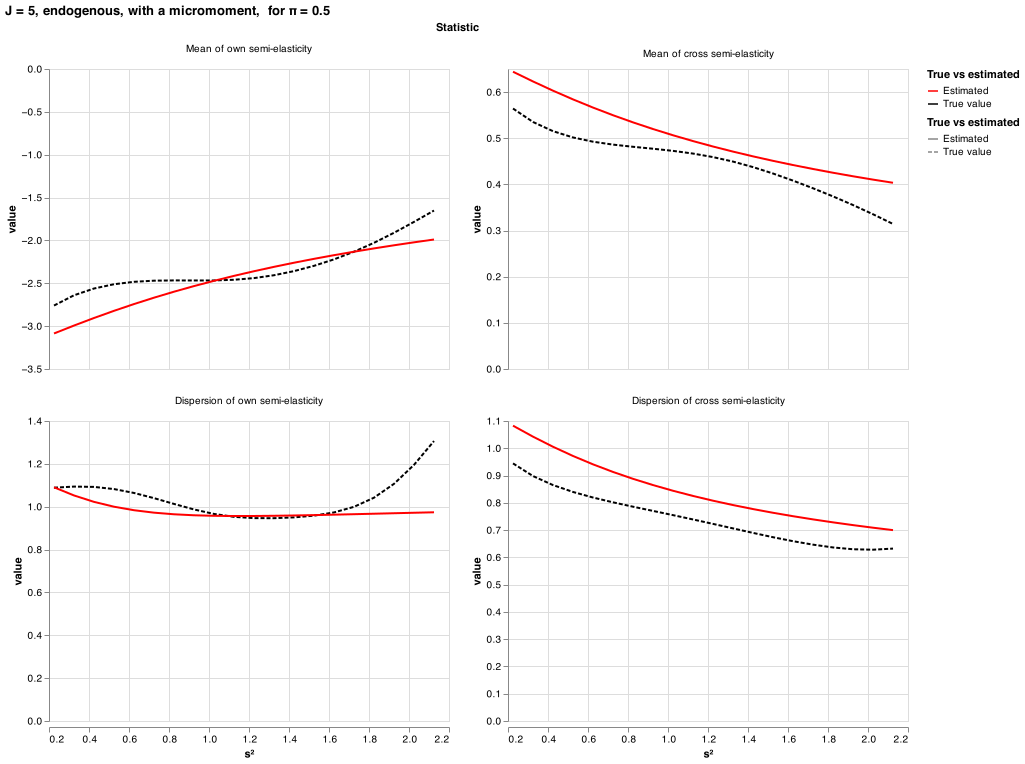 J = 5, endogenous, with a micromoment, for π = 0.5
Statistic
Mean of own semi-elasticity
0.0
−0.5
−1.0
−1.5
−2.0
−2.5
−3.0
−3.5
value
Mean of cross semi-elasticity
0.6
0.5
0.4
0.3
0.2
0.1
0.0
value
True vs estimated
Estimated
True value
True vs estimated
Estimated
True value
Dispersion of own semi-elasticity
1.4
1.2
1.0
0.8
0.6
0.4
0.2
0.0
value
0.2 0.4 0.6 0.8 1.0 1.2 1.4 1.6 1.8 2.0 2.2
s²
Dispersion of cross semi-elasticity
1.1
1.0
0.9
0.8
0.7
0.6
0.5
0.4
0.3
0.2
0.1
0.0
value
0.2 0.4 0.6 0.8 1.0 1.2 1.4 1.6 1.8 2.0 2.2
s²